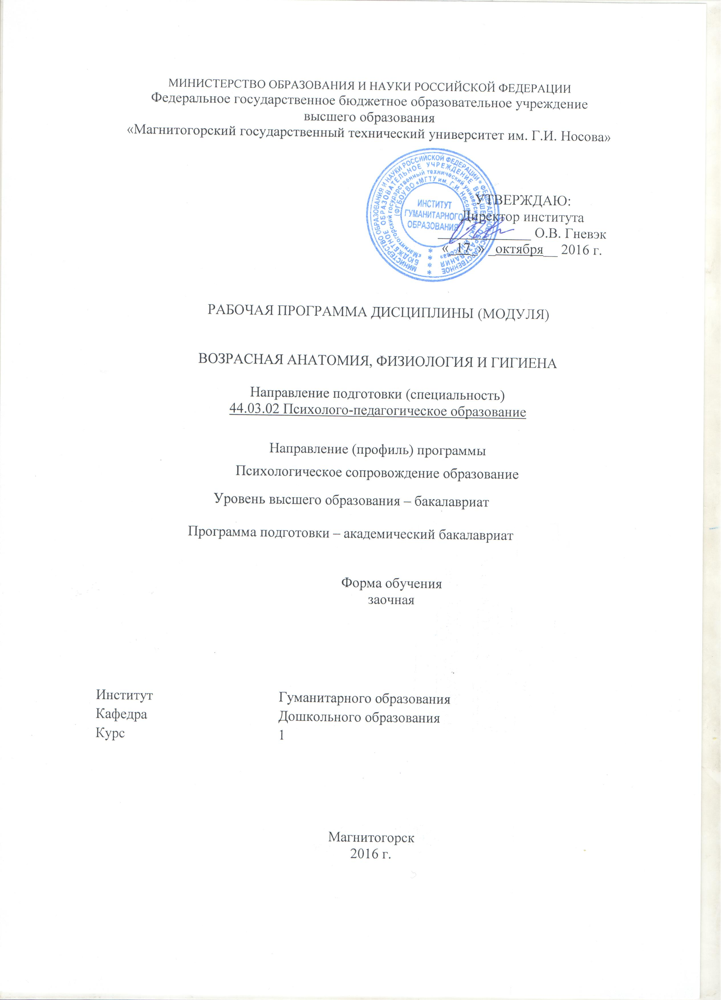 МИНИСТЕРСТВО ОБРАЗОВАНИЯ И НАУКИ РОССИЙСКОЙ ФЕДЕРАЦИИ
Федеральное государственное бюджетное образовательное учреждение
высшего образования
«Магнитогорский государственный технический университет им. Г.И. Носова»
МИНИСТЕРСТВО ОБРАЗОВАНИЯ И НАУКИ РОССИЙСКОЙ ФЕДЕРАЦИИ * ФЕДЕРАЛЬНОЕ ГОСУДАРСТВЕННОЕ
БЮДЖЕТНОЕ ОБРАЗОВАТЕЛЬНОЕ УЧРЕЖДЕНИЕ ВЫСШЕГО ОБРАЗОВАНИЯ
«Магнитогорский государственный технический университет им. Г.И. Носова»
(ФГБОУ ВО «МГТУ им. Г.И. Носова»
ИНСТИТУТ
ГУМАНИТАРНОГО
ОБРАЗОВАНИЯ
УТВЕРЖДАЮ:
Директор института
О.В. Гневэк
« 17 » октября 2016 г.
РАБОЧАЯ ПРОГРАММА ДИСЦИПЛИНЫ (МОДУЛЯ)
ВОЗРАСНАЯ АНАТОМИЯ, ФИЗИОЛОГИЯ И ГИГИЕНА
Направление подготовки (специальность)
44.03.02 Психолого-педагогическое образование
Направление (профиль) программы
Психологическое сопровождение образование
Уровень высшего образования – бакалавриат
Программа подготовки – академический бакалавриат
Форма обучения
заочная
Институт Гуманитарного образования
Кафедра Дошкольного образования
Курс 1
Магнитогорск
2016 г.